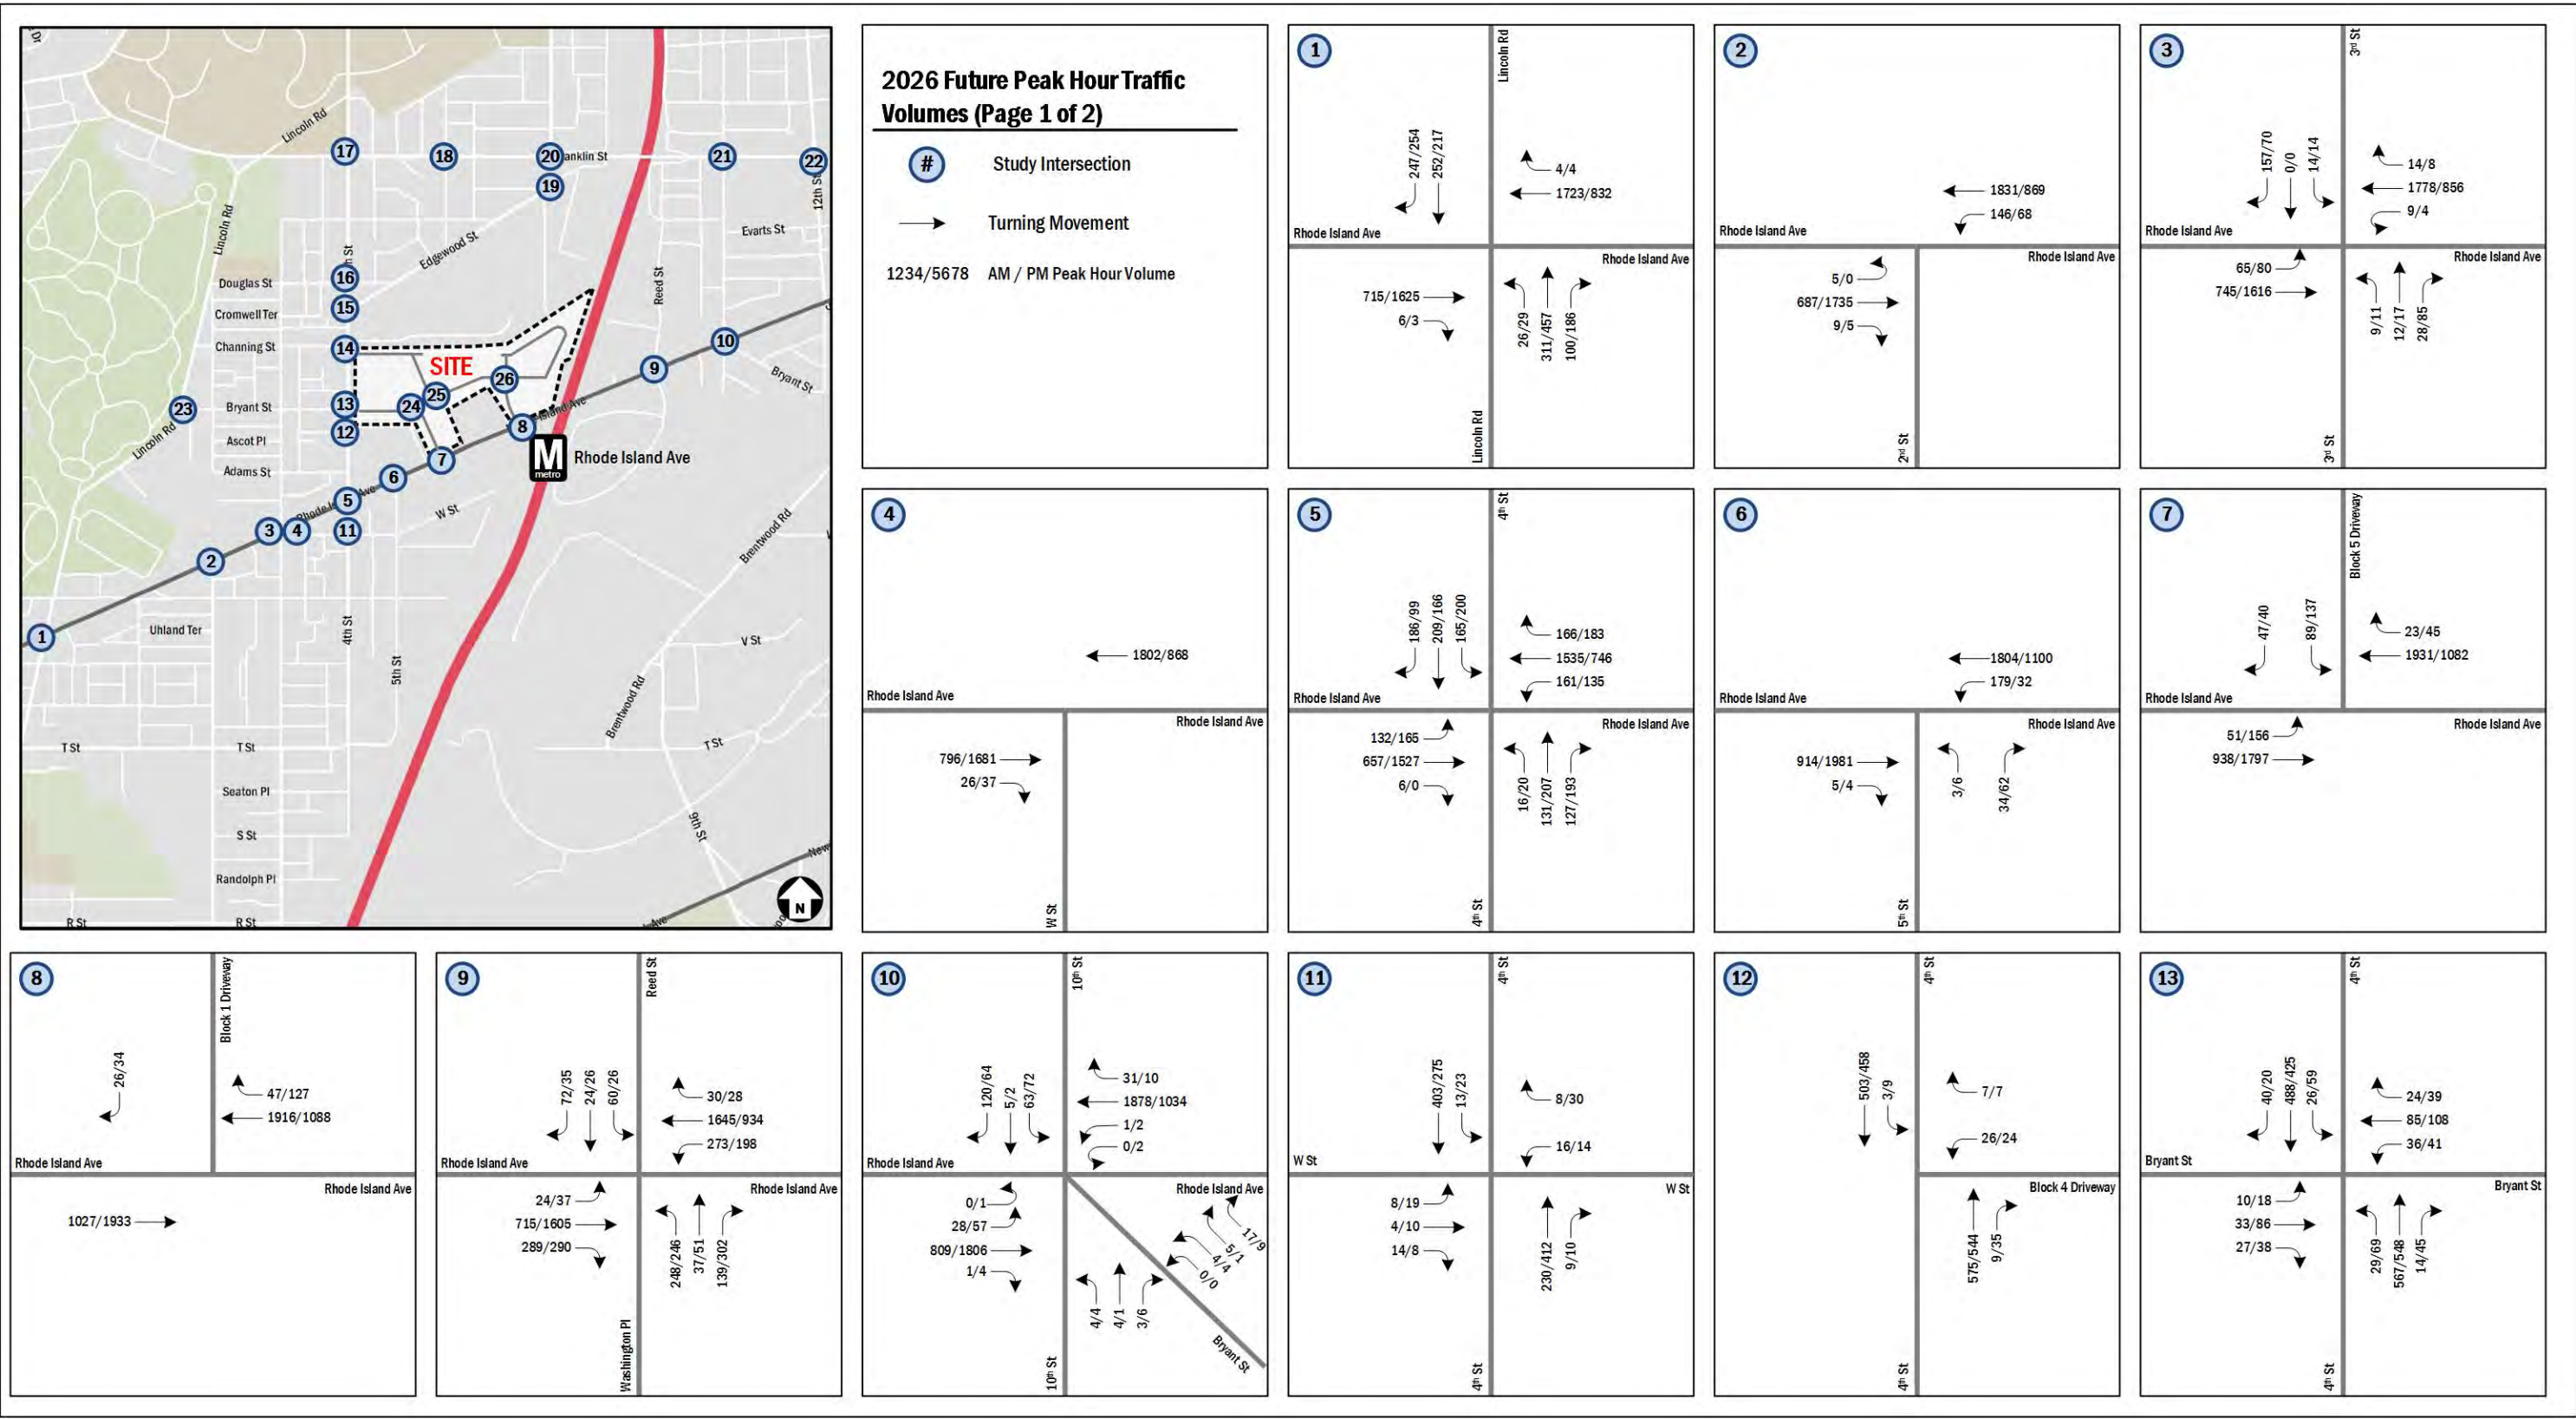 2026 Future Peak Hour Traffic
Volumes (Page 1 of 2)
# Study Intersection
Turning Movement
1234/5678 AM / PM Peak Hour Volume
Dr
Lincoln Rd
17
18
20
anklin St
21
22
19
12th St
Lincoln Rd
Evarts St
Edgewood St
h St
16
Douglas St
Reed St
15
Cromwell Ter
14
Channing St
SITE
10
9
26
25
Bryant St
23
13
Bryant St
24
12
Island Ave
8
Lincoln Rd
Ascot Pl
M
metro
Rhode Island Ave
7
Adams St
6
5
Rhode I
Ave
W St
3
4
11
2
Brentwood Rd
1
Uhland Ter
4th St
5th St
V St
Brentwood Rd
T St
T St
T St
Seaton Pl
9th St
S St
New
Randolph Pl
N
R St
R St
Ave
1
Lincoln Rd
247/254
252/217
4/4
1723/832
Rhode Island Ave
Rhode Island Ave
715/1625
6/3
26/29
311/457
100/186
Lincoln Rd
2
1831/869
146/68
Rhode Island Ave
Rhode Island Ave
5/0
687/1735
9/5
2nd St
3
3rd St
157/70
0/0
14/14
14/8
1778/856
9/4
Rhode Island Ave
Rhode Island Ave
65/80
745/1616
9/11
12/17
28/85
3rd St
4
1802/868
Rhode Island Ave
Rhode Island Ave
796/1681
26/37
W St
5
4th St
186/99
209/166
165/200
166/183
1535/746
161/135
Rhode Island Ave
Rhode Island Ave
132/165
657/1527
6/0
16/20
131/207
127/193
4th St
6
1804/1100
179/32
Rhode Island Ave
Rhode Island Ave
914/1981
5/4
3/6
34/62
5th St
7
Block 5 Driveway
47/40
89/137
23/45
1931/1082
Rhode Island Ave
Rhode Island Ave
51/156
938/1797
8
Block 1 Driveway
26/34
47/127
1916/1088
Rhode Island Ave
Rhode Island Ave
1027/1933
9
Reed St
72/35
24/26
60/26
30/28
1645/934
273/198
Rhode Island Ave
Rhode Island Ave
24/37
715/1605
289/290
248/246
37/51
139/302
Washington Pl
10
10th St
120/64
5/2
63/72
31/10
1878/1034
1/2
0/2
Rhode Island Ave
Rhode Island Ave
0/1
28/57
809/1806
1/4
4/4
4/1
3/6
17/9
5/1
4/4
0/0
Bryant St
10th St
11
4th St
403/275
13/23
8/30
16/14
W St
W St
8/19
4/10
14/8
230/412
9/10
4th St
12
4th St
503/458
3/9
7/7
26/24
Block 4 Driveway
575/544
9/35
4th St
13
4th St
40/20
488/425
26/59
24/39
85/108
36/41
Bryant St
Bryant St
10/18
33/86
27/38
29/69
567/548
14/45
4th St